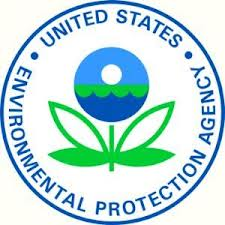 UNITED STATES
ENVIRONMENTAL PROTECTION AGENCY